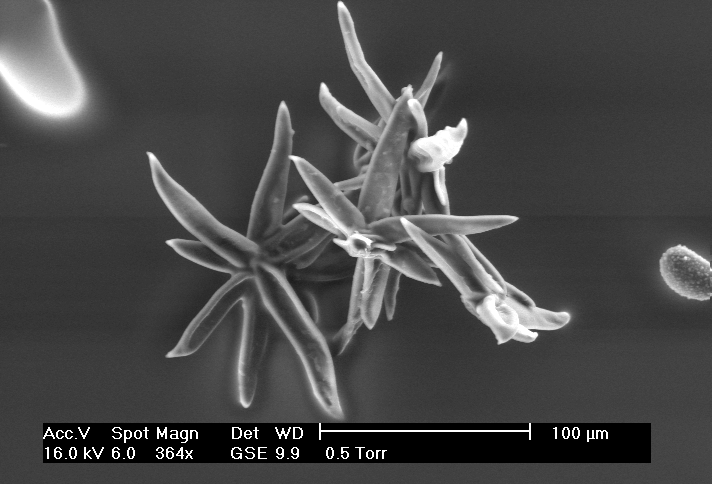 Acc.V Spot Magn Det WD 100 µm
16.0 kV 6.0 364x GSE 9.9 0.5 Torr